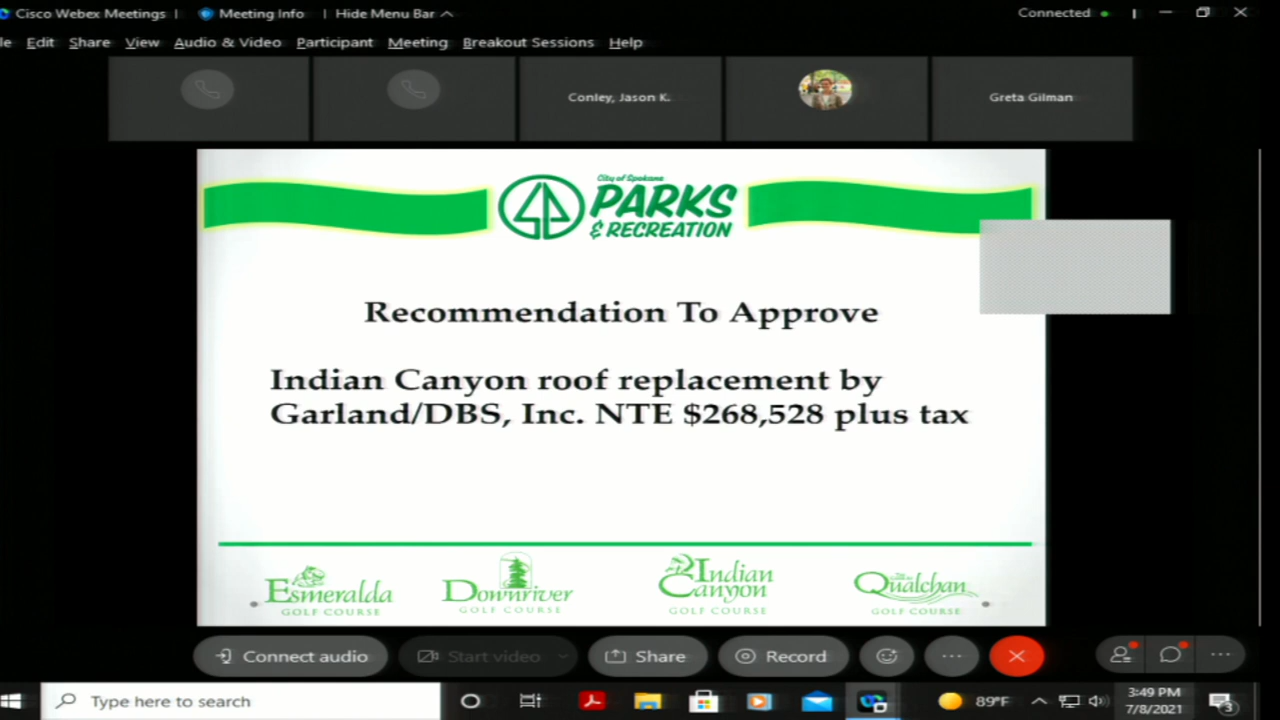 Cisco Webex Meetings
Meeting Info
Hide Menu Bar
Connected
le Edit Share View Audio & Video Participant Meeting Breakout Sessions Help
Conley, Jason K.
Greta Gilman
City of Spokane
PARKS
& RECREATION
Recommendation To Approve
Indian Canyon roof replacement by
Garland/DBS, Inc. NTE $268,528 plus tax
Esmeralda
GOLF COURSE
Downriver
GOLF COURSE
Indian
Canyon
GOLF COURSE
Qualchan
GOLF COURSE
Connect audio
Start video
Share
Record
Type here to search
89°F
3:49 PM
7/8/2021
3